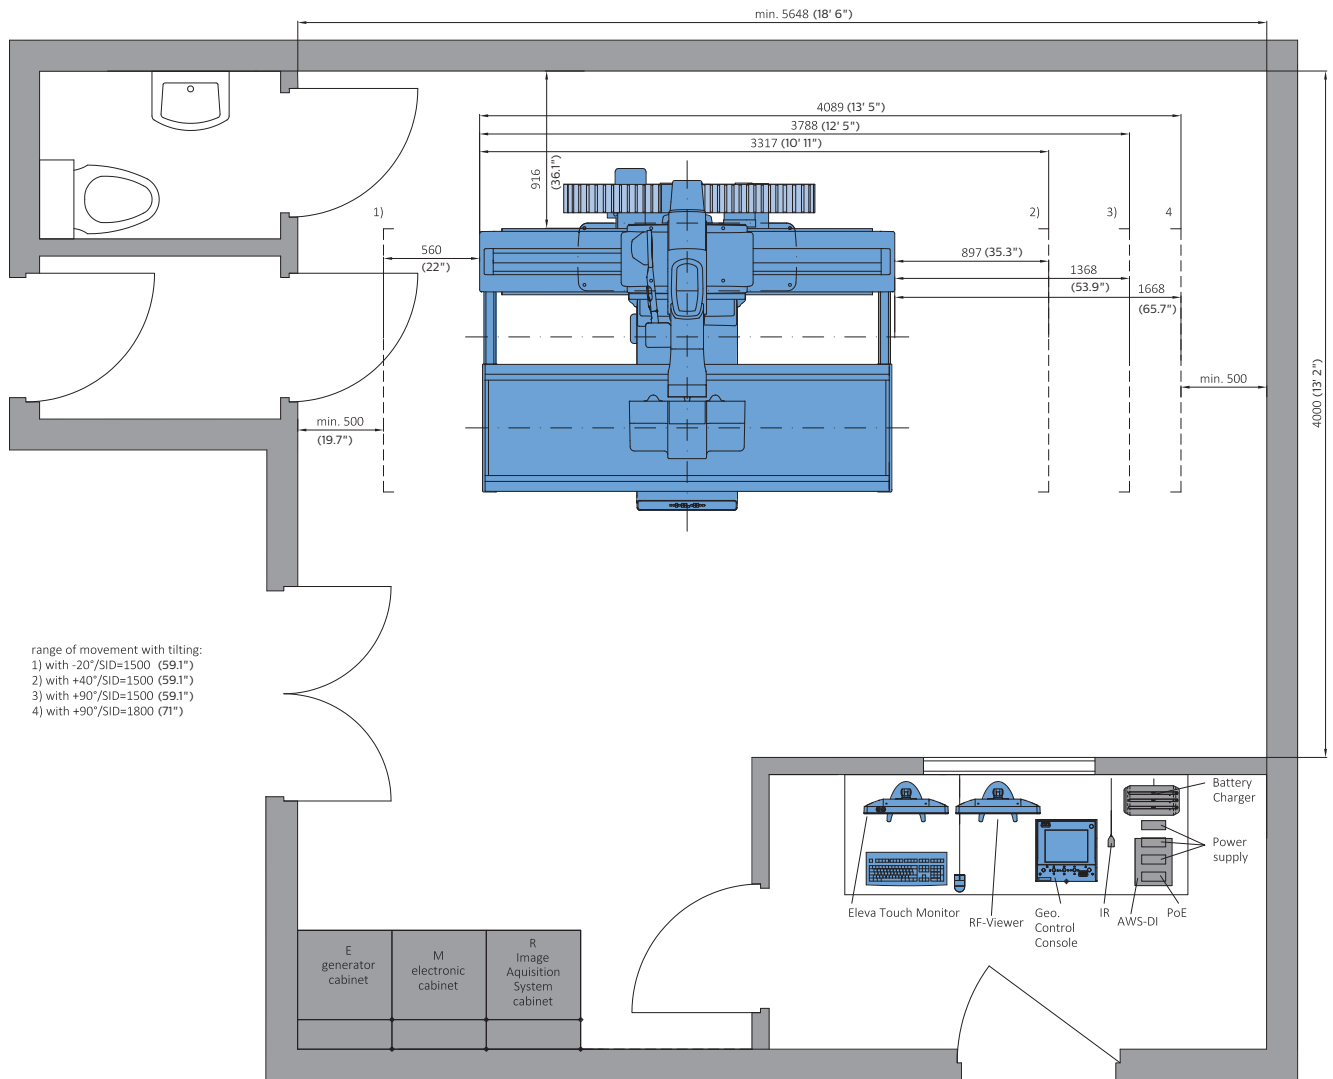 min. 5648 (18' 6")
4089 (13' 5")
3788 (12' 5")
3317 (10' 11")
916
(36.1")
1)
2)
3)
4
560
(22")
897 (35.3")
1368
(53.9")
1668
(65.7")
min. 500
4000 (13' 2")
min. 500
(19.7")
range of movement with tilting:
1) with -20°/SID=1500 (59.1")
2) with +40°/SID=1500 (59.1")
3) with +90°/SID=1500 (59.1")
4) with +90°/SID=1800 (71")
Battery
Charger
Power
supply
Eleva Touch Monitor
RF-Viewer
Geo.
Control
Console
IR
AWS-DI
PoE
E
generator
cabinet
M
electronic
cabinet
R
Image
Aquisition
System
cabinet